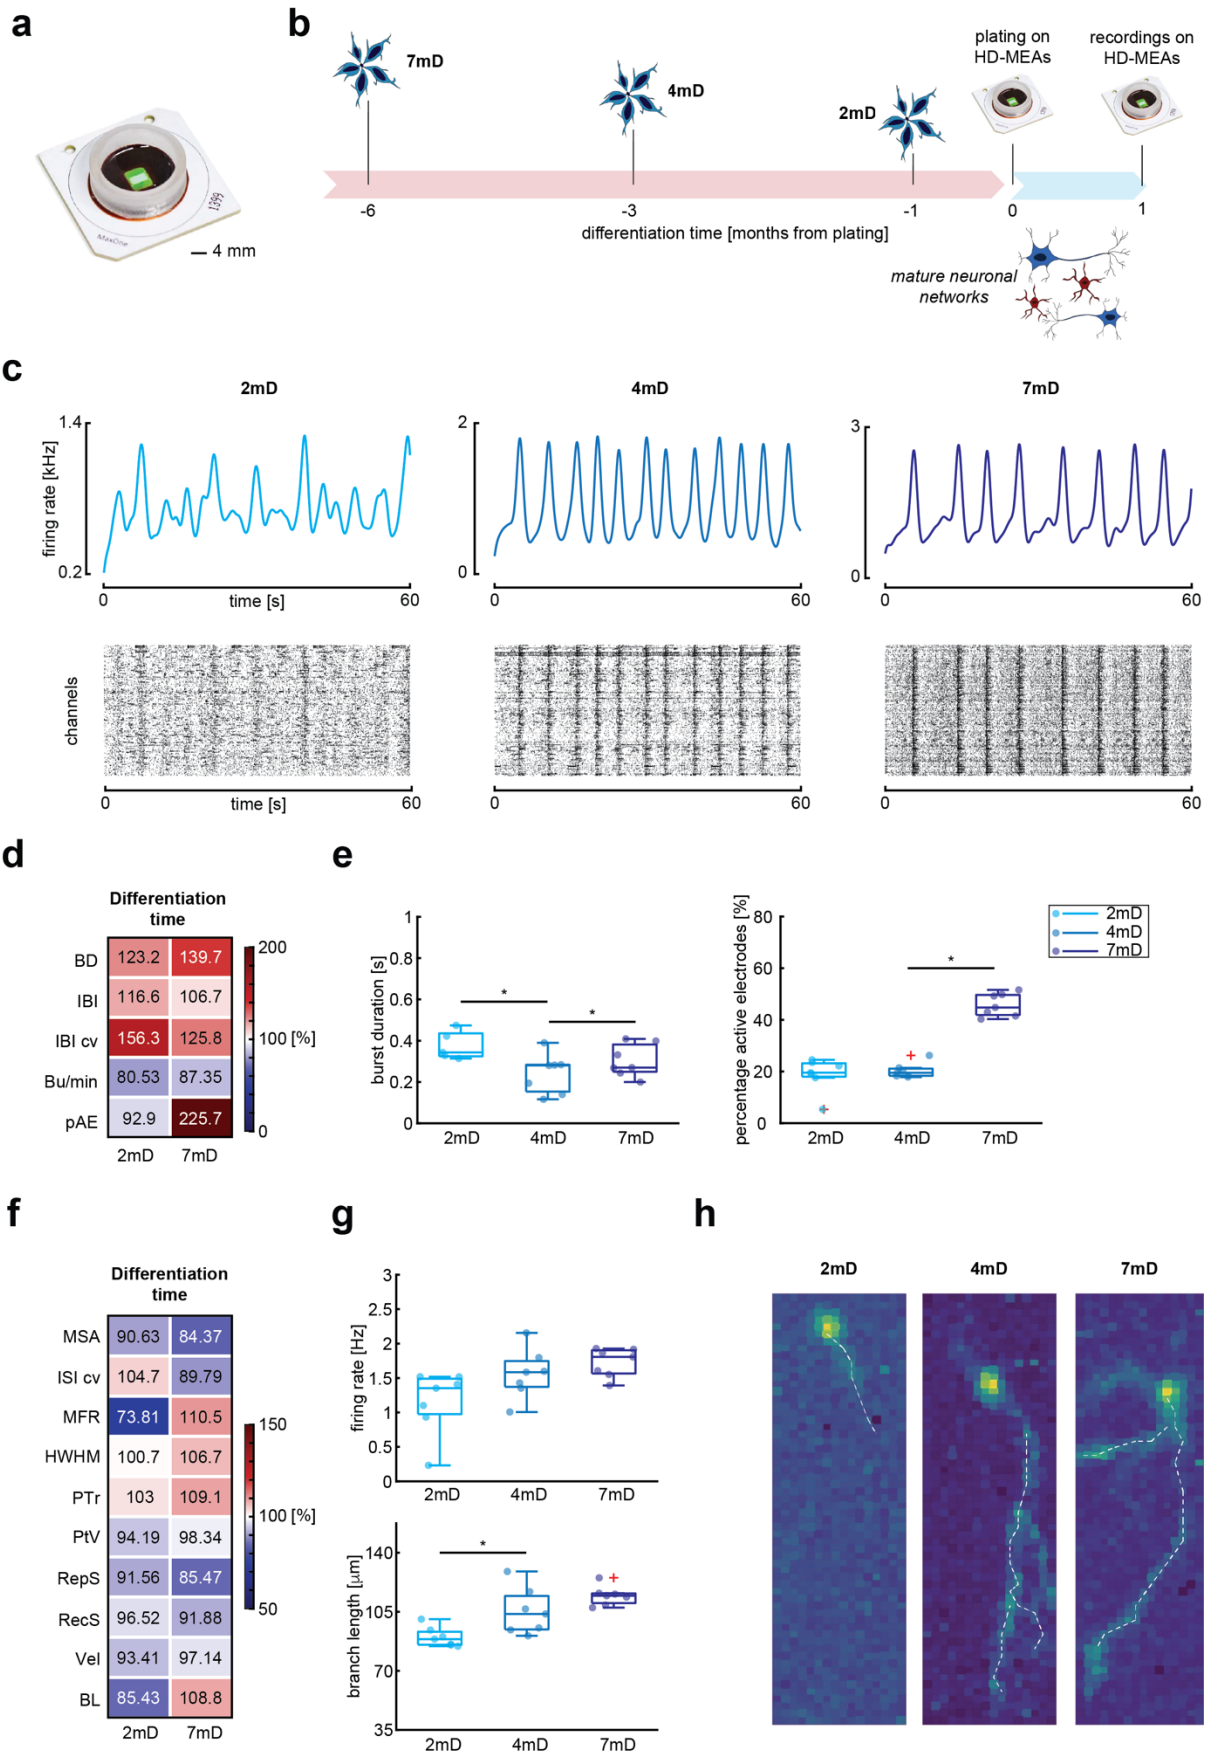 a
MaxOne
1399
4 mm
b
7mD
4mD
2mD
plating on
HD-MEAs
recordings on
HD-MEAs
-6
-3
-1
0
1
differentiation time [months from plating]
mature neuronal
networks
c
2mD
4mD
7mD
1.4
firing rate [kHz]
0.2
2
0
3
0
0
time [s]
60
0
60
0
60
channels
0
time [s]
60
0
60
0
60
d
Differentiation
time
BD
123.2
139.7
IBI
116.6
106.7
IBI cv
156.3
125.8
Bu/min
80.53
87.35
pAE
92.9
225.7
2mD
7mD
200
100 [%]
0
e
burst duration [s]
1
0.8
0.6
0.4
0.2
0
*
*
2mD
4mD
7mD
percentage active electrodes [%]
80
60
40
20
0
*
2mD
4mD
7mD
2mD
4mD
7mD
f
Differentiation
time
MSA
90.63
84.37
ISI cv
104.7
89.79
MFR
73.81
110.5
HWHM
100.7
106.7
PTr
103
109.1
PtV
94.19
98.34
RepS
91.56
85.47
RecS
96.52
91.88
Vel
93.41
97.14
BL
85.43
108.8
2mD
7mD
150
100 [%]
50
g
firing rate [Hz]
3
2.5
2
1.5
1
0.5
0
2mD
4mD
7mD
branch length [µm]
140
105
70
35
*
2mD
4mD
7mD
h
2mD
4mD
7mD